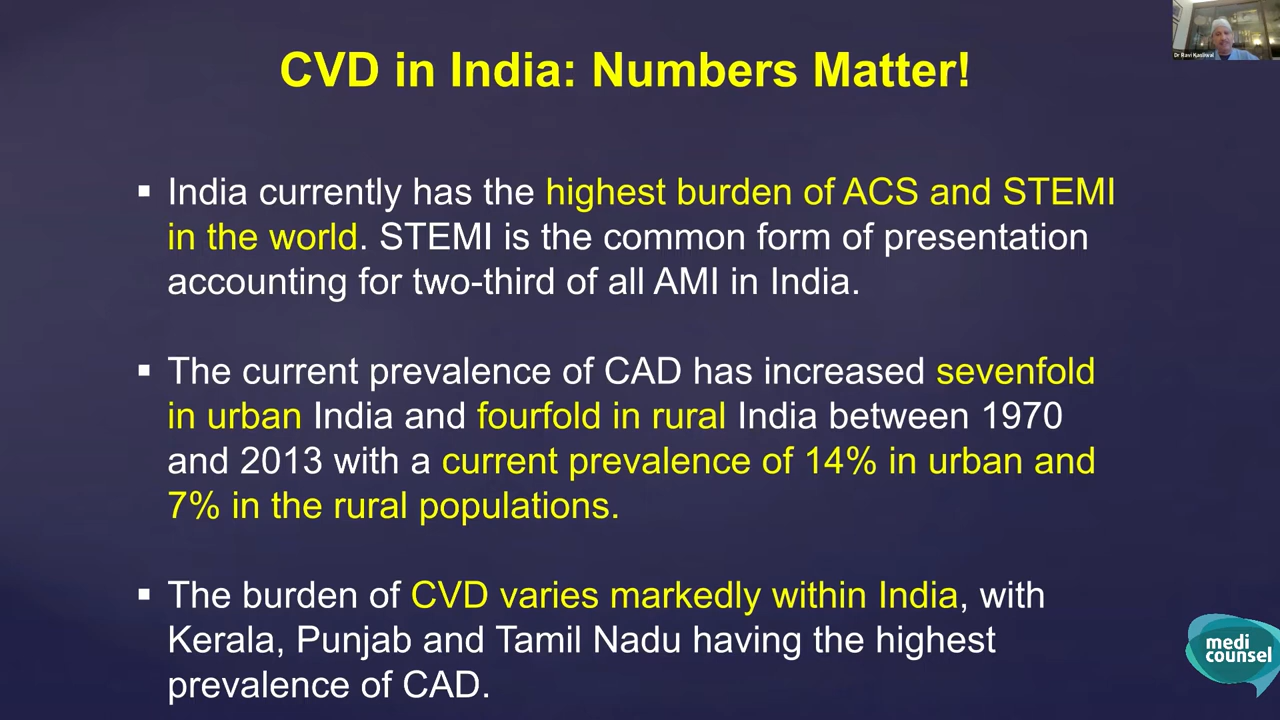 CVD in India: Numbers Matter!
Dr Ravi Kasliwal
▪ India currently has the highest burden of ACS and STEMI
in the world. STEMI is the common form of presentation
accounting for two-third of all AMI in India.
▪ The current prevalence of CAD has increased sevenfold
in urban India and fourfold in rural India between 1970
and 2013 with a current prevalence of 14% in urban and
7% in the rural populations.
▪ The burden of CVD varies markedly within India, with
Kerala, Punjab and Tamil Nadu having the highest
prevalence of CAD.
medi
counsel